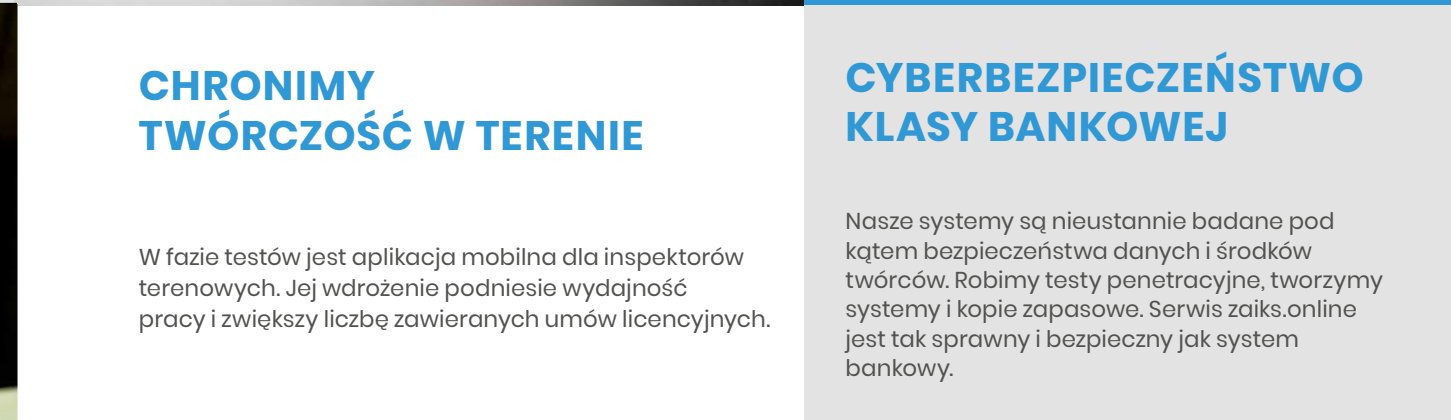 CHRONIMY
TWÓRCZOŚĆ W TERENIE
W fazie testów jest aplikacja mobilna dla inspektorów
terenowych. Jej wdrożenie podniesie wydajność
pracy i zwiększy liczbę zawieranych umów licencyjnych.
CYBERBEZPIECZEŃSTWO
KLASY BANKOWEJ
Nasze systemy są nieustannie badane pod
kątem bezpieczeństwa danych i środków
twórców. Robimy testy penetracyjne, tworzymy
systemy i kopie zapasowe. Serwis zaiks.online
jest tak sprawny i bezpieczny jak system
bankowy.